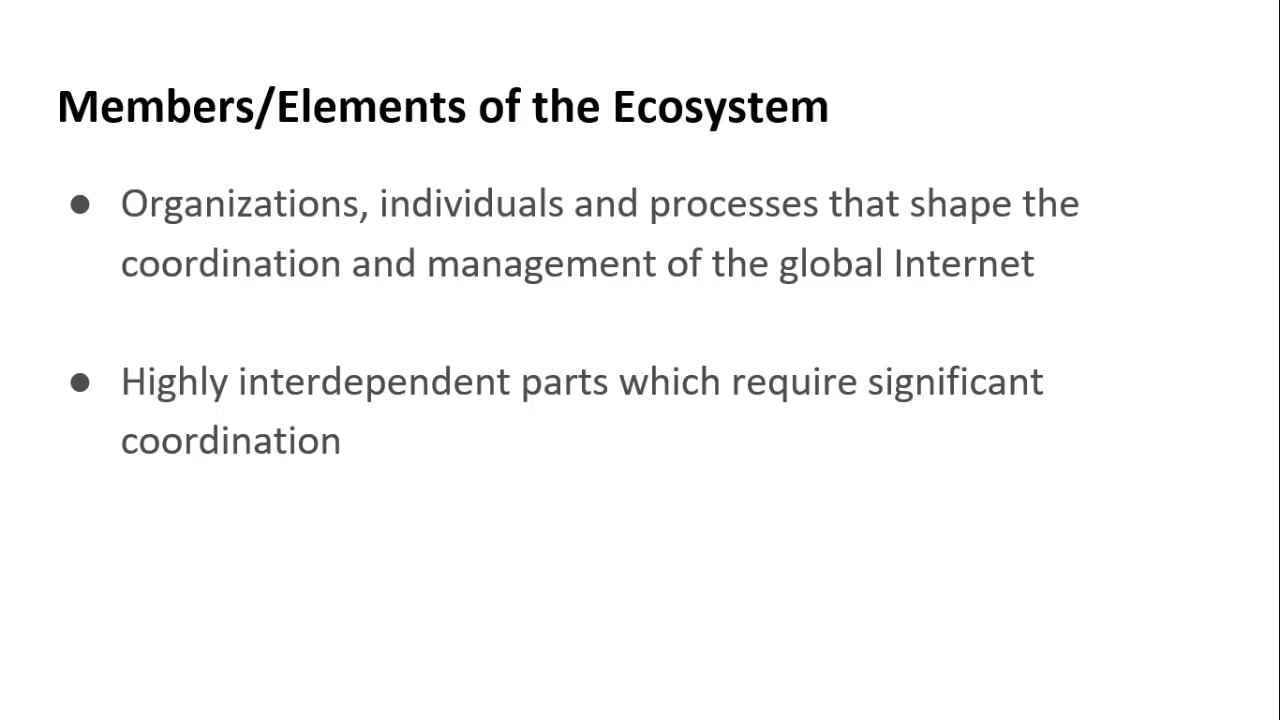 Members/Elements of the Ecosystem
● Organizations, individuals and processes that shape the
coordination and management of the global Internet
● Highly interdependent parts which require significant
coordination